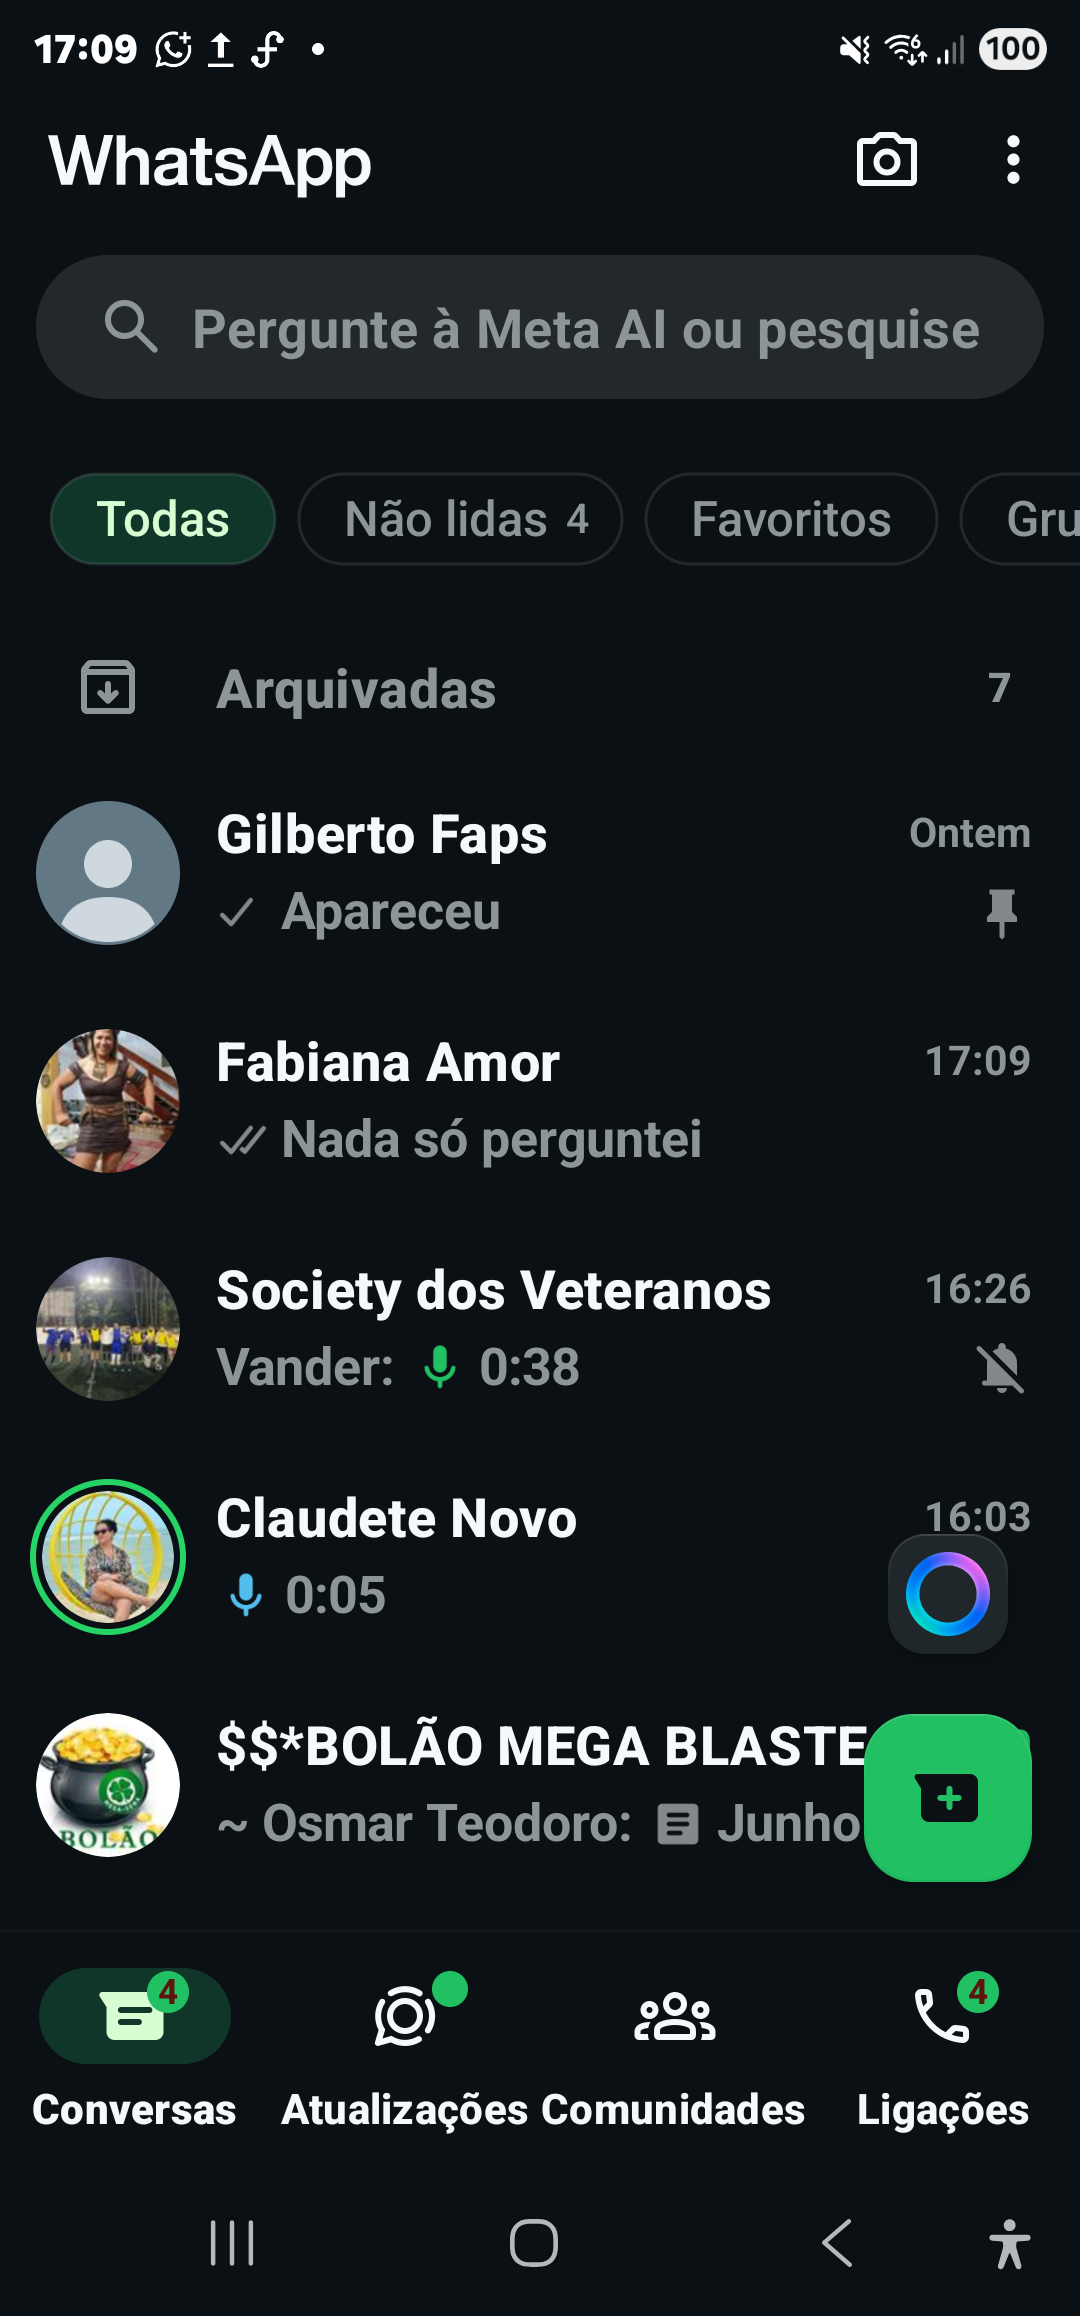 17:09
100
WhatsApp
Pergunte à Meta AI ou pesquise
Todas
Não lidas 4
Favoritos
Gru
Arquivadas
7
Gilberto Faps
Ontem
Apareceu
Fabiana Amor
17:09
Nada só perguntei
Society dos Veteranos
16:26
Vander: 0:38
Claudete Novo
16:03
0:05
$$*BOLÃO MEGA BLASTE
~ Osmar Teodoro: Junho
BOLÃO
4
4
Conversas
Atualizações
Comunidades
Ligações